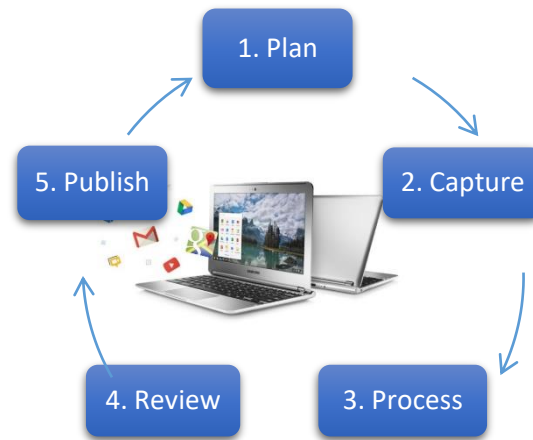 1. Plan
2. Capture
3. Process
4. Review
5. Publish